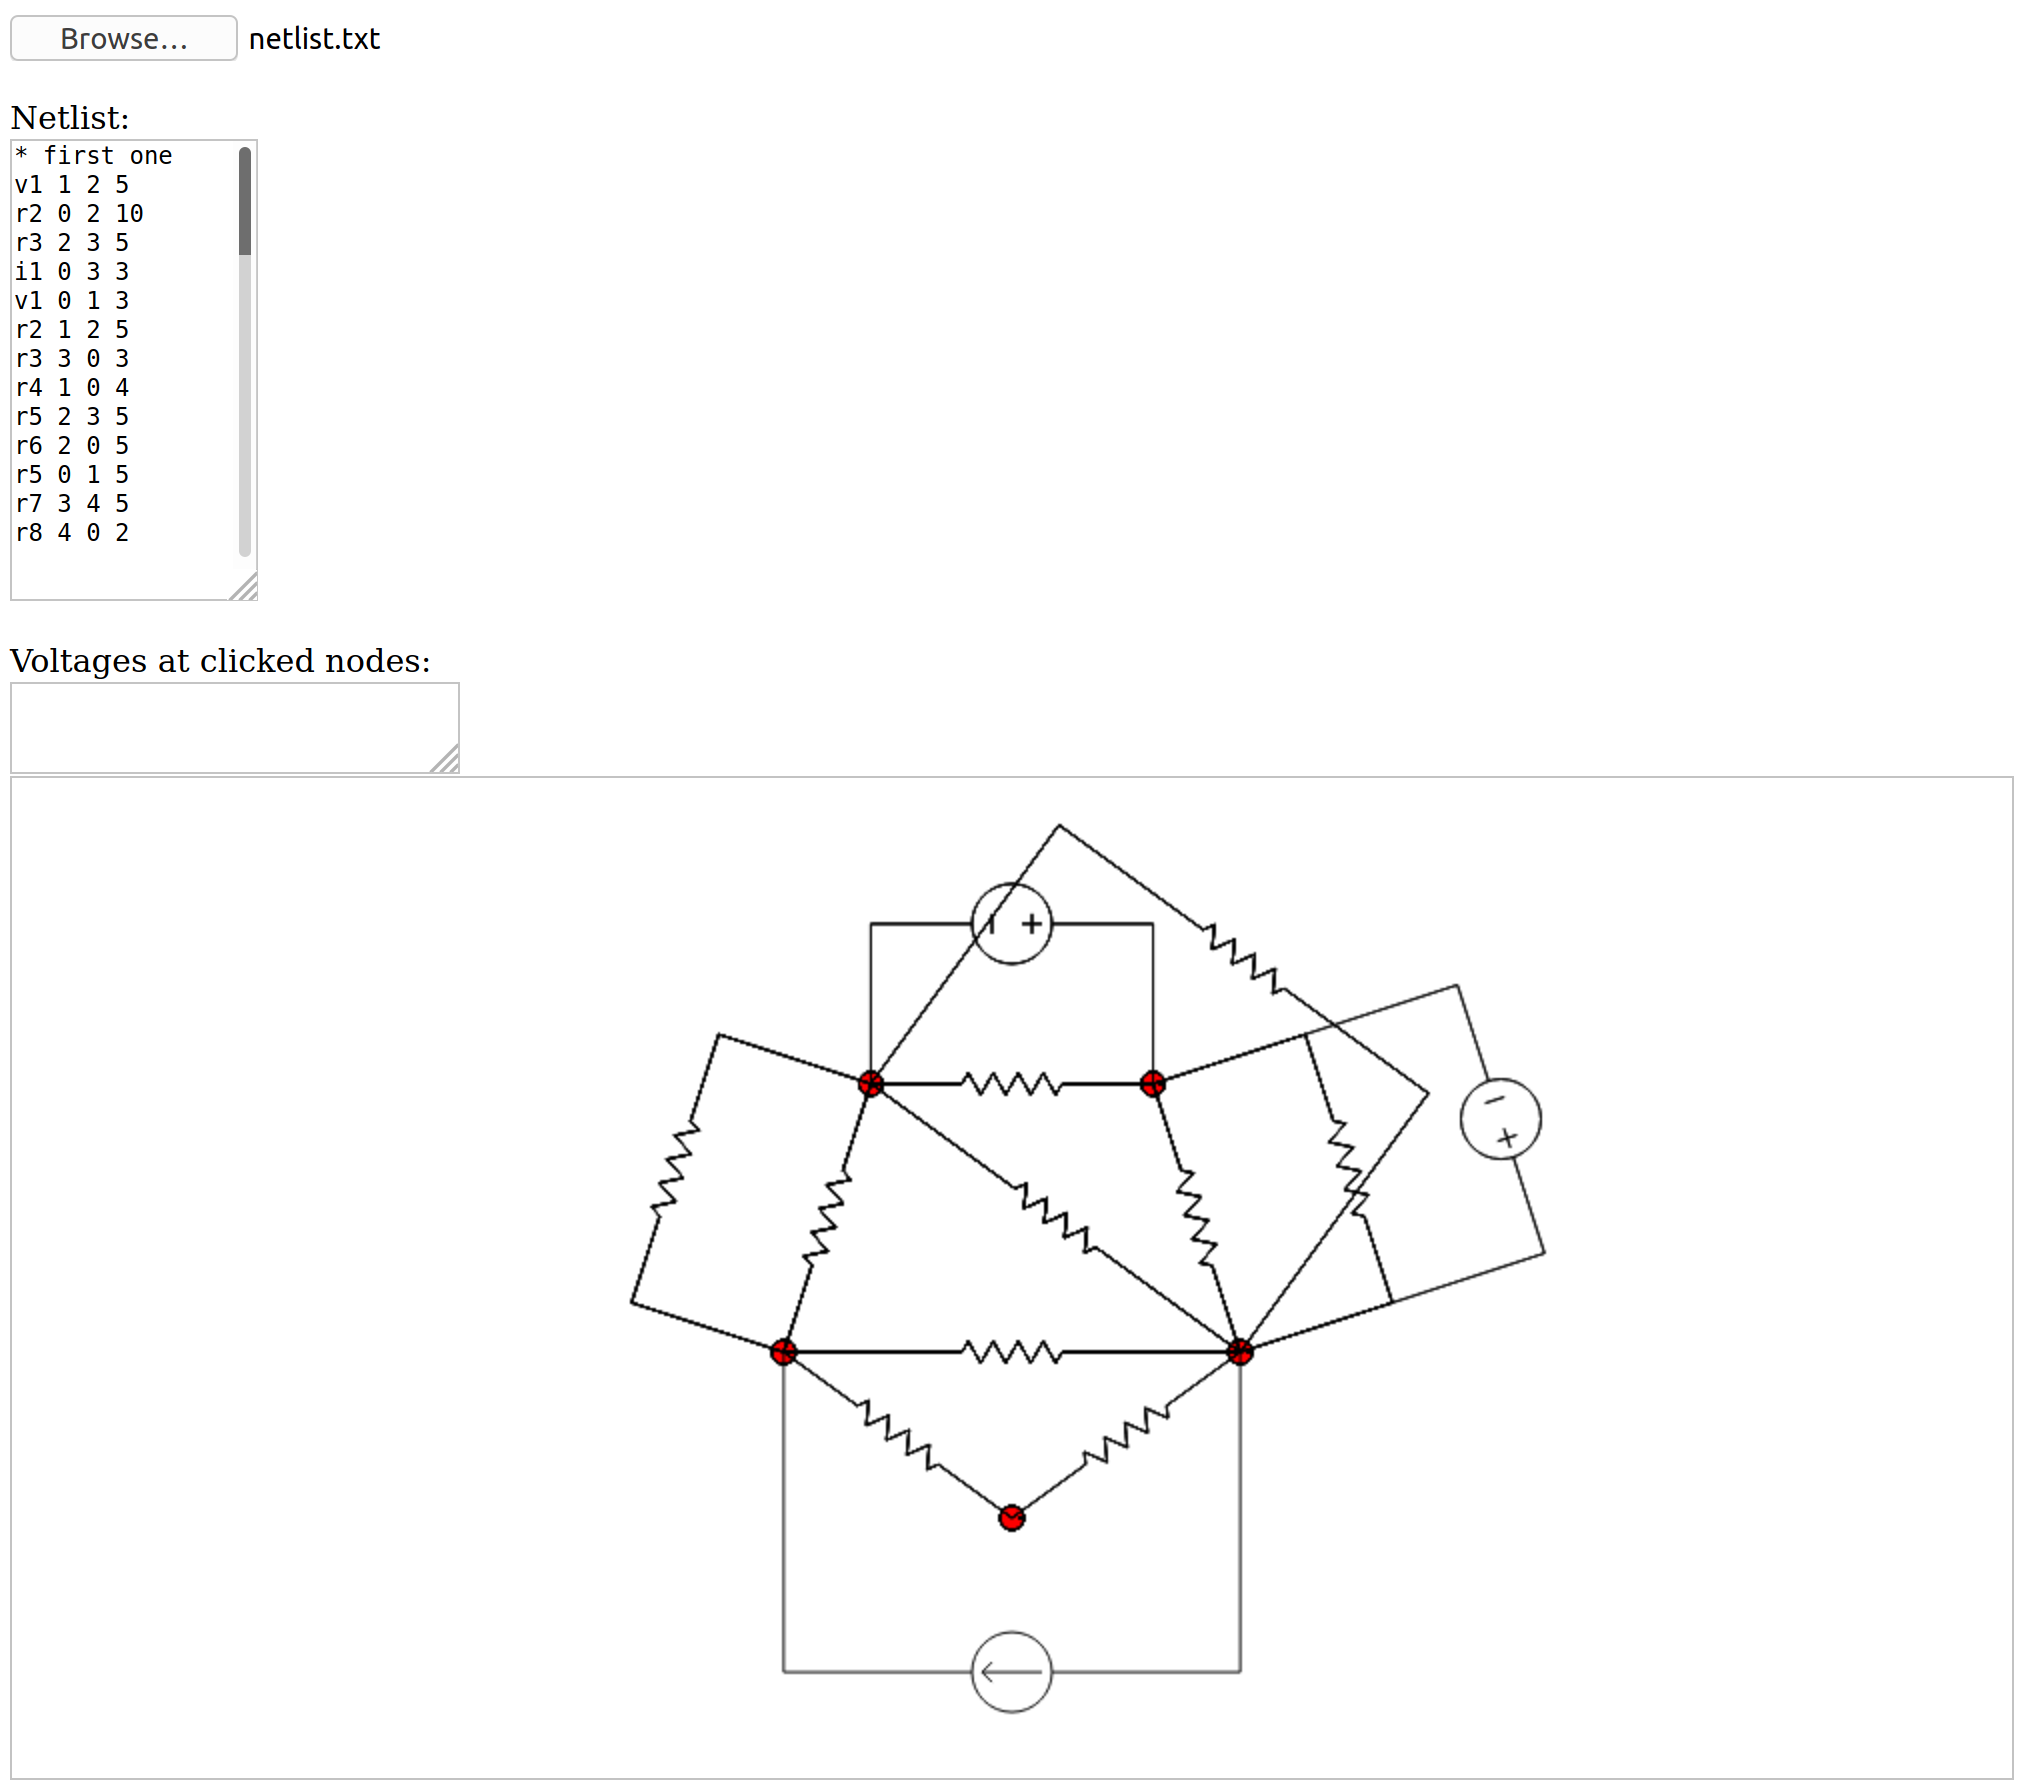 Browse... netlist.txt
Netlist:
* first one
v1 1 2 5
r2 0 2 10
r3 2 3 5
i1 0 3 3
v1 0 1 3
r2 1 2 5
r3 3 0 3
r4 1 0 4
r5 2 3 5
r6 2 0 5
r5 0 1 5
r7 3 4 5
r8 4 0 2
Voltages at clicked nodes:
- +
-
+